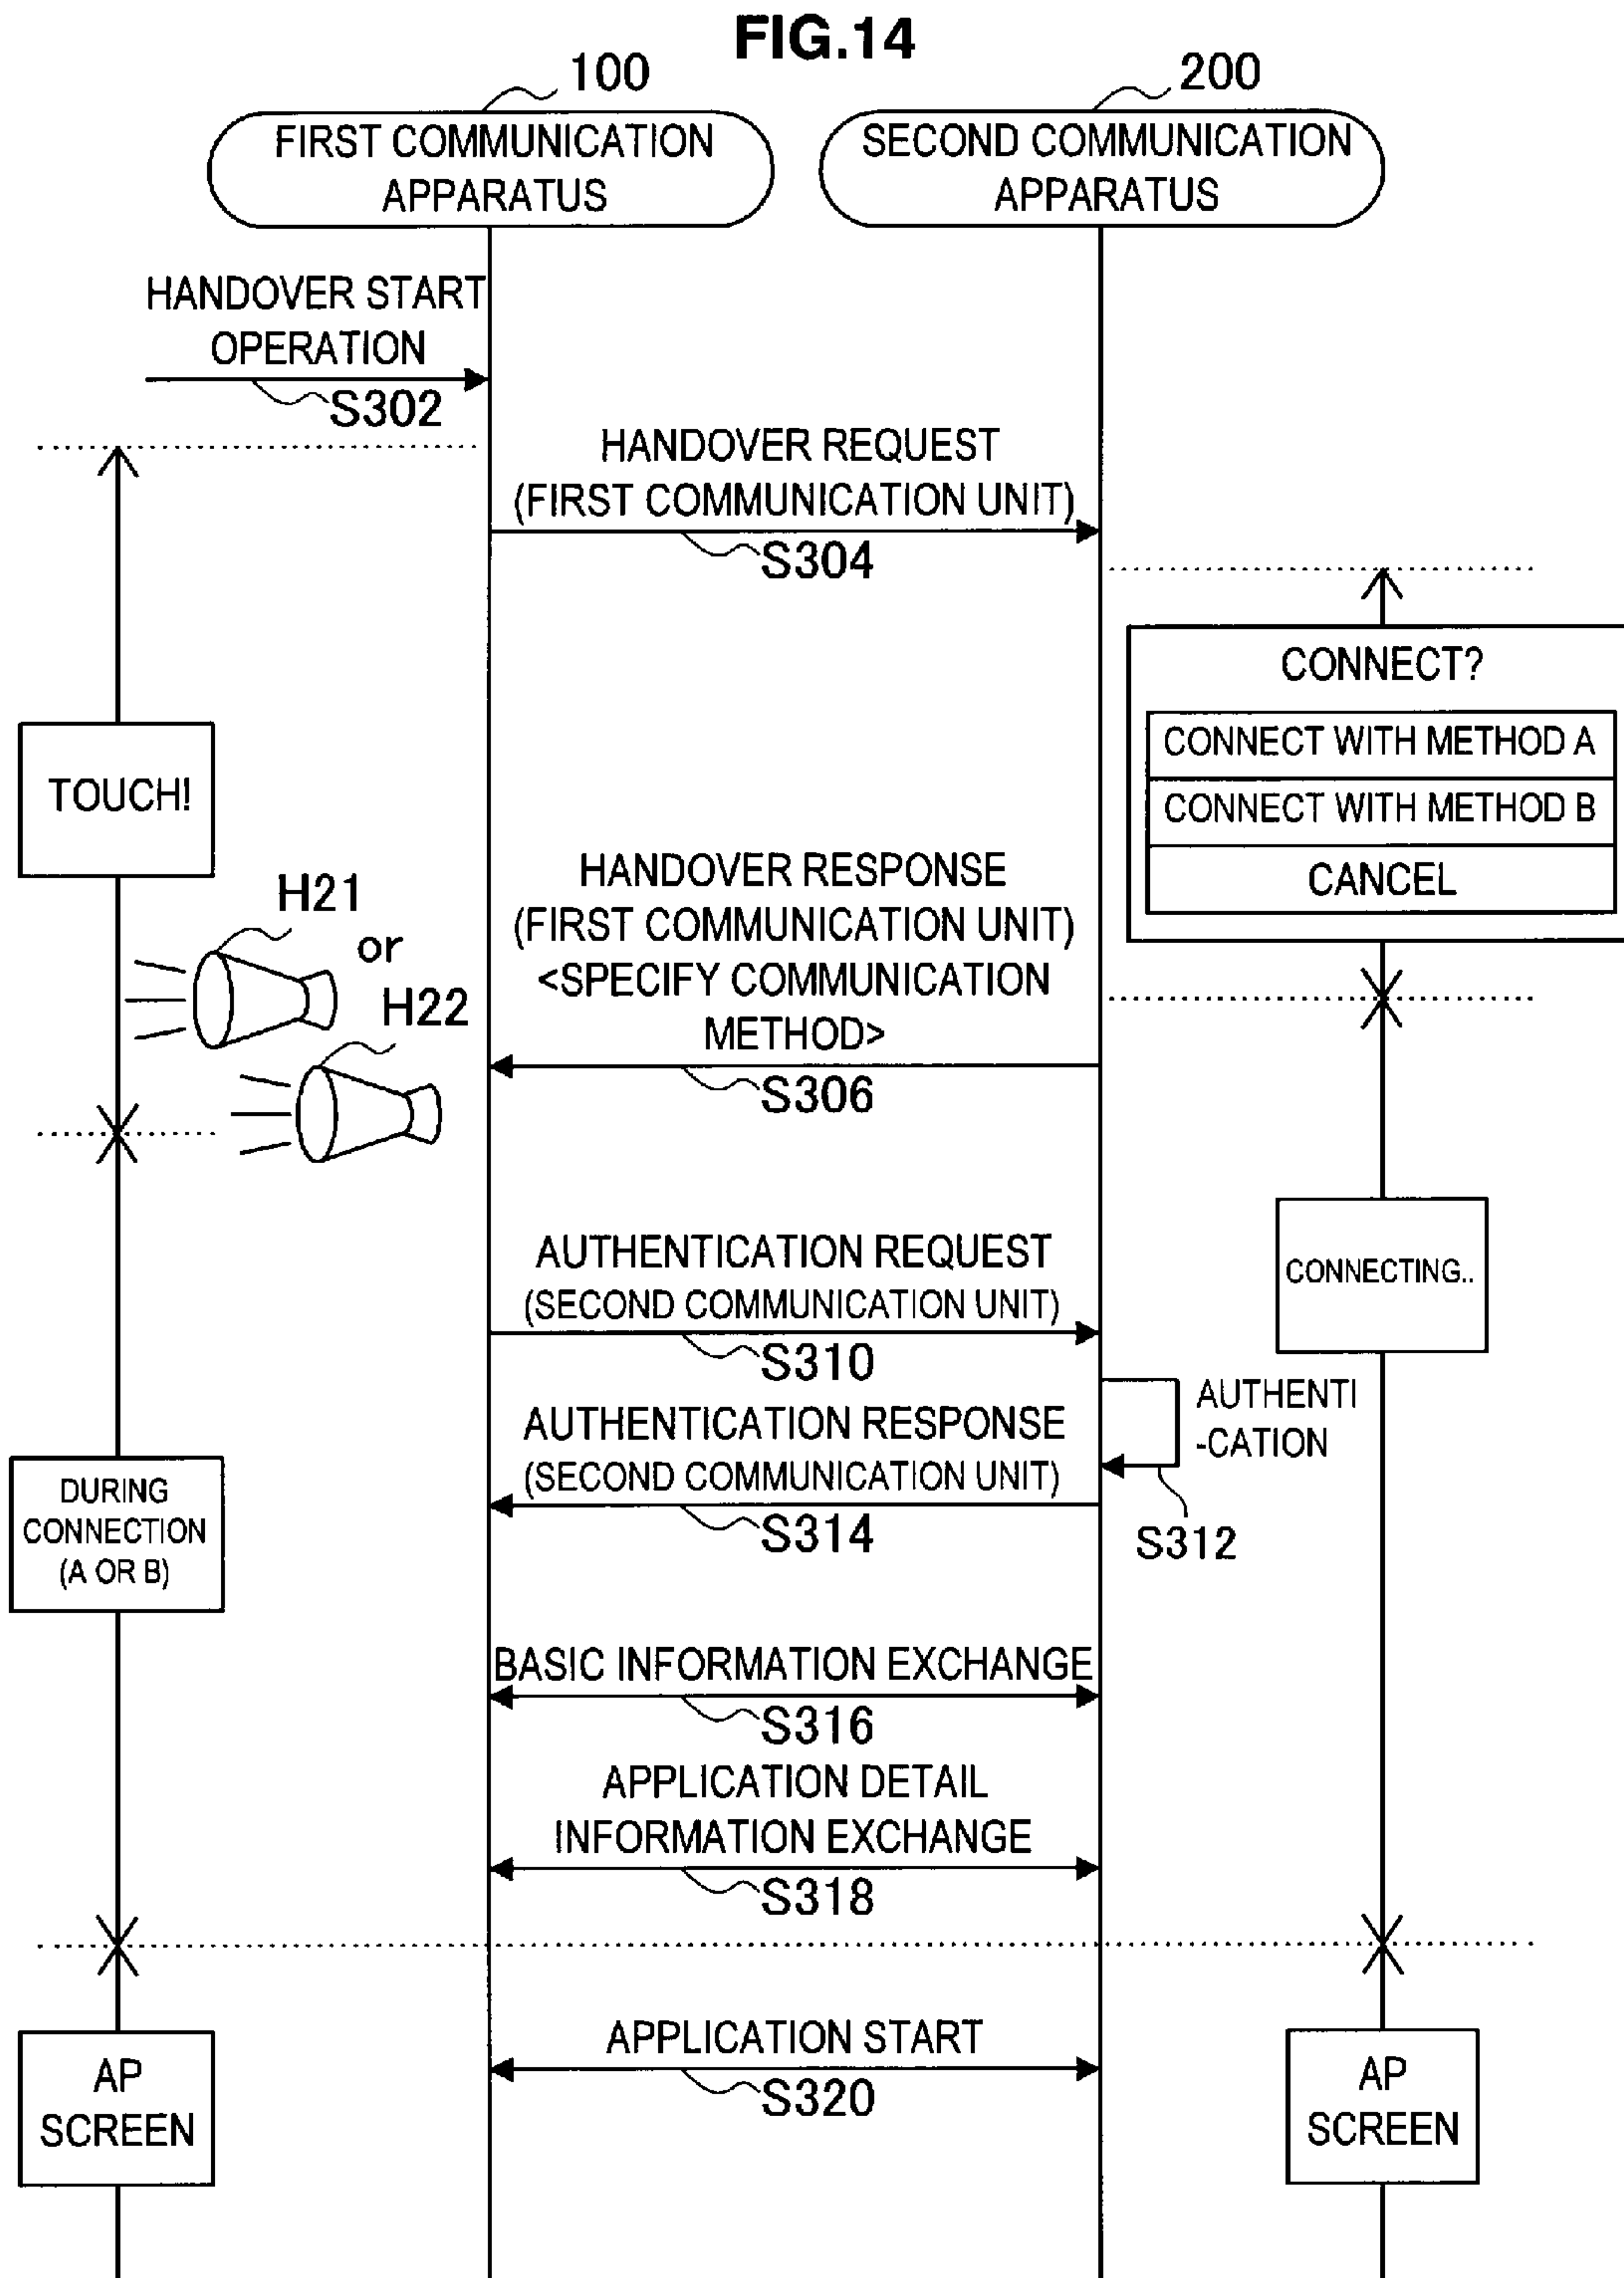 FIG.14
100
200
FIRST COMMUNICATION
APPARATUS
SECOND COMMUNICATION
APPARATUS
HANDOVER START
OPERATION
S302
HANDOVER REQUEST
(FIRST COMMUNICATION UNIT)
S304
CONNECT?
CONNECT WITH METHOD A
CONNECT WITH METHOD B
CANCEL
TOUCH!
H21
or
H22
HANDOVER RESPONSE
(FIRST COMMUNICATION UNIT)
<SPECIFY COMMUNICATION
METHOD>
S306
AUTHENTICATION REQUEST
(SECOND COMMUNICATION UNIT)
S310
CONNECTING..
AUTHENTI
-CATION
S312
AUTHENTICATION RESPONSE
(SECOND COMMUNICATION UNIT)
S314
DURING
CONNECTION
(A OR B)
BASIC INFORMATION EXCHANGE
S316
APPLICATION DETAIL
INFORMATION EXCHANGE
S318
APPLICATION START
S320
AP
SCREEN
AP
SCREEN